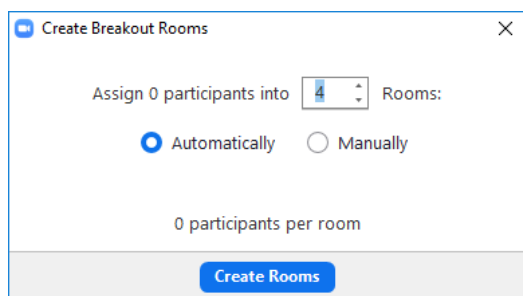 Create Breakout Rooms
Assign 0 participants into 4 Rooms:
Automatically Manually
0 participants per room
Create Rooms